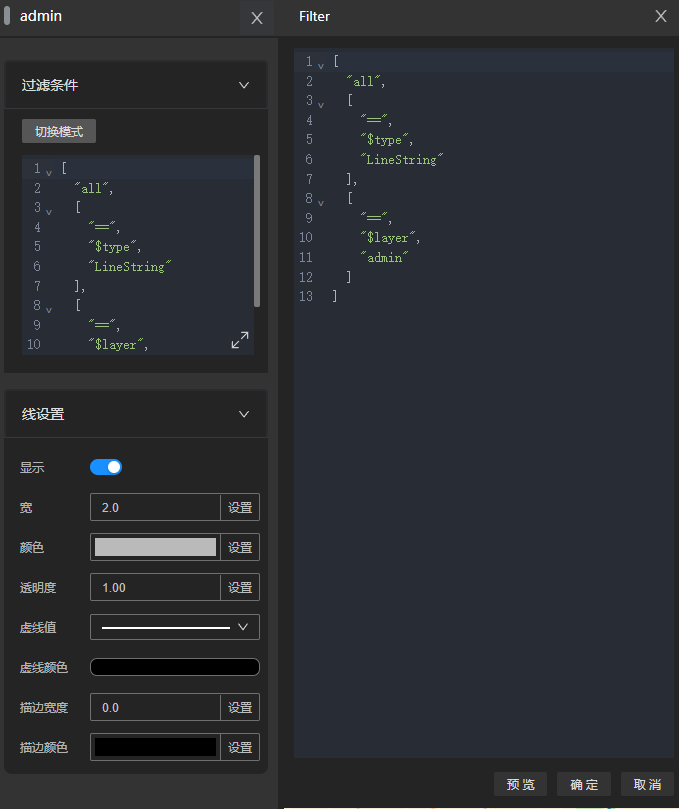 admin
过滤条件
切换模式
1 [
2 "all",
3 [
4 "==",
5 "$type",
6 "LineString"
7 ],
8 [
9 "==",
10 "$layer",
线设置
显示
宽 2.0 设置
颜色 设置
透明度 1.00 设置
虚线值
虚线颜色
描边宽度 0.0 设置
描边颜色 设置
Filter
1 [
2 "all",
3 [
4 "==",
5 "$type",
6 "LineString"
7 ],
8 [
9 "==",
10 "$layer",
11 "admin"
12 ]
13 ]
预览 确定 取消